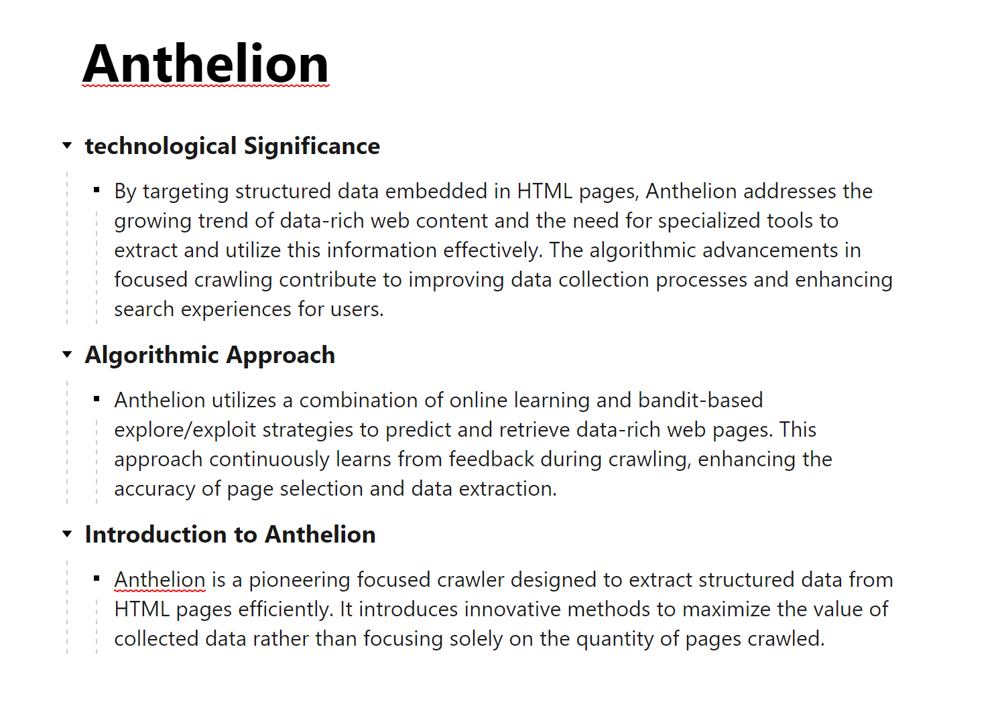 Anthelion
technological Significance
By targeting structured data embedded in HTML pages, Anthelion addresses the
growing trend of data-rich web content and the need for specialized tools to
extract and utilize this information effectively. The algorithmic advancements in
focused crawling contribute to improving data collection processes and enhancing
search experiences for users.
Algorithmic Approach
Anthelion utilizes a combination of online learning and bandit-based
explore/exploit strategies to predict and retrieve data-rich web pages. This
approach continuously learns from feedback during crawling, enhancing the
accuracy of page selection and data extraction.
Introduction to Anthelion
Anthelion is a pioneering focused crawler designed to extract structured data from
HTML pages efficiently. It introduces innovative methods to maximize the value of
collected data rather than focusing solely on the quantity of pages crawled.